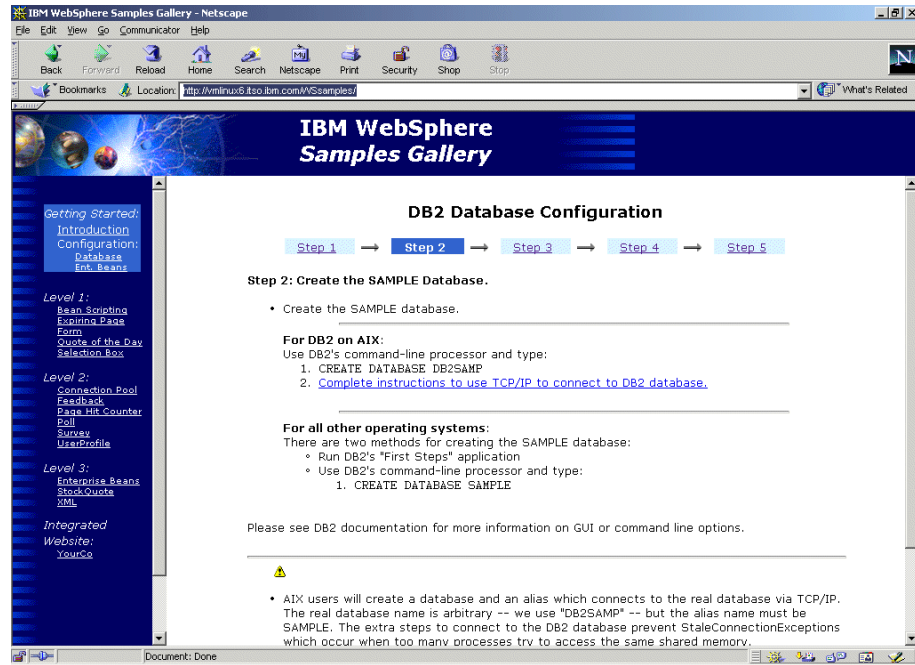 IBM WebSphere Samples Gallery - Netscape
File Edit View Go Communicator Help
Back Forward Reload Home Search Netscape Print Security Shop Stop
My
N
Bookmarks Location: http://vmlinux6.itso.ibm.com/WSsamples/ What's Related
IBM WebSphere
Samples Gallery
Getting Started:
Introduction
Configuration:
Database
Ent. Beans
Level 1:
Bean Scripting
Expiring Page
Form
Quote of the Day
Selection Box
Level 2:
Connection Pool
Feedback
Page Hit Counter
Poll
Survey
UserProfile
Level 3:
Enterprise Beans
StockQuote
XML
Integrated
Website:
YourCo
DB2 Database Configuration
Step 1 → Step 2 → Step 3 → Step 4 → Step 5
Step 2: Create the SAMPLE Database.
• Create the SAMPLE database.
For DB2 on AIX:
Use DB2's command-line processor and type:
1. CREATE DATABASE DB2SAMP
2. Complete instructions to use TCP/IP to connect to DB2 database.
For all other operating systems:
There are two methods for creating the SAMPLE database:
◦ Run DB2's "First Steps" application
◦ Use DB2's command-line processor and type:
1. CREATE DATABASE SAMPLE
Please see DB2 documentation for more information on GUI or command line options.
• AIX users will create a database and an alias which connects to the real database via TCP/IP.
The real database name is arbitrary -- we use "DB2SAMP" -- but the alias name must be
SAMPLE. The extra steps to connect to the DB2 database prevent StaleConnectionExceptions
which occur when too many processes try to access the same shared memory.
Document: Done